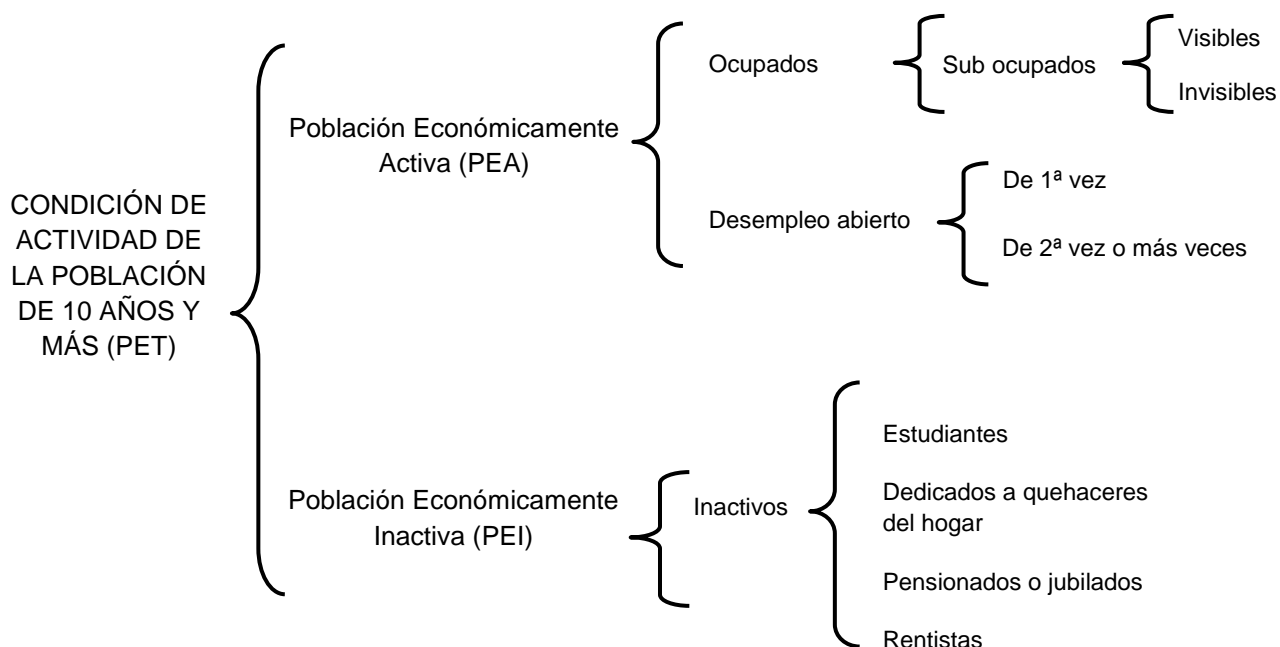 CONDICIÓN DE
ACTIVIDAD DE
LA POBLACIÓN
DE 10 AÑOS Y
MÁS (PET)
Población Económicamente
Activa (PEA)
Ocupados
Sub ocupados
Visibles
Invisibles
Desempleo abierto
De 1ª vez
De 2ª vez o más veces
Población Económicamente
Inactiva (PEI)
Inactivos
Estudiantes
Dedicados a quehaceres
del hogar
Pensionados o jubilados
Rentistas